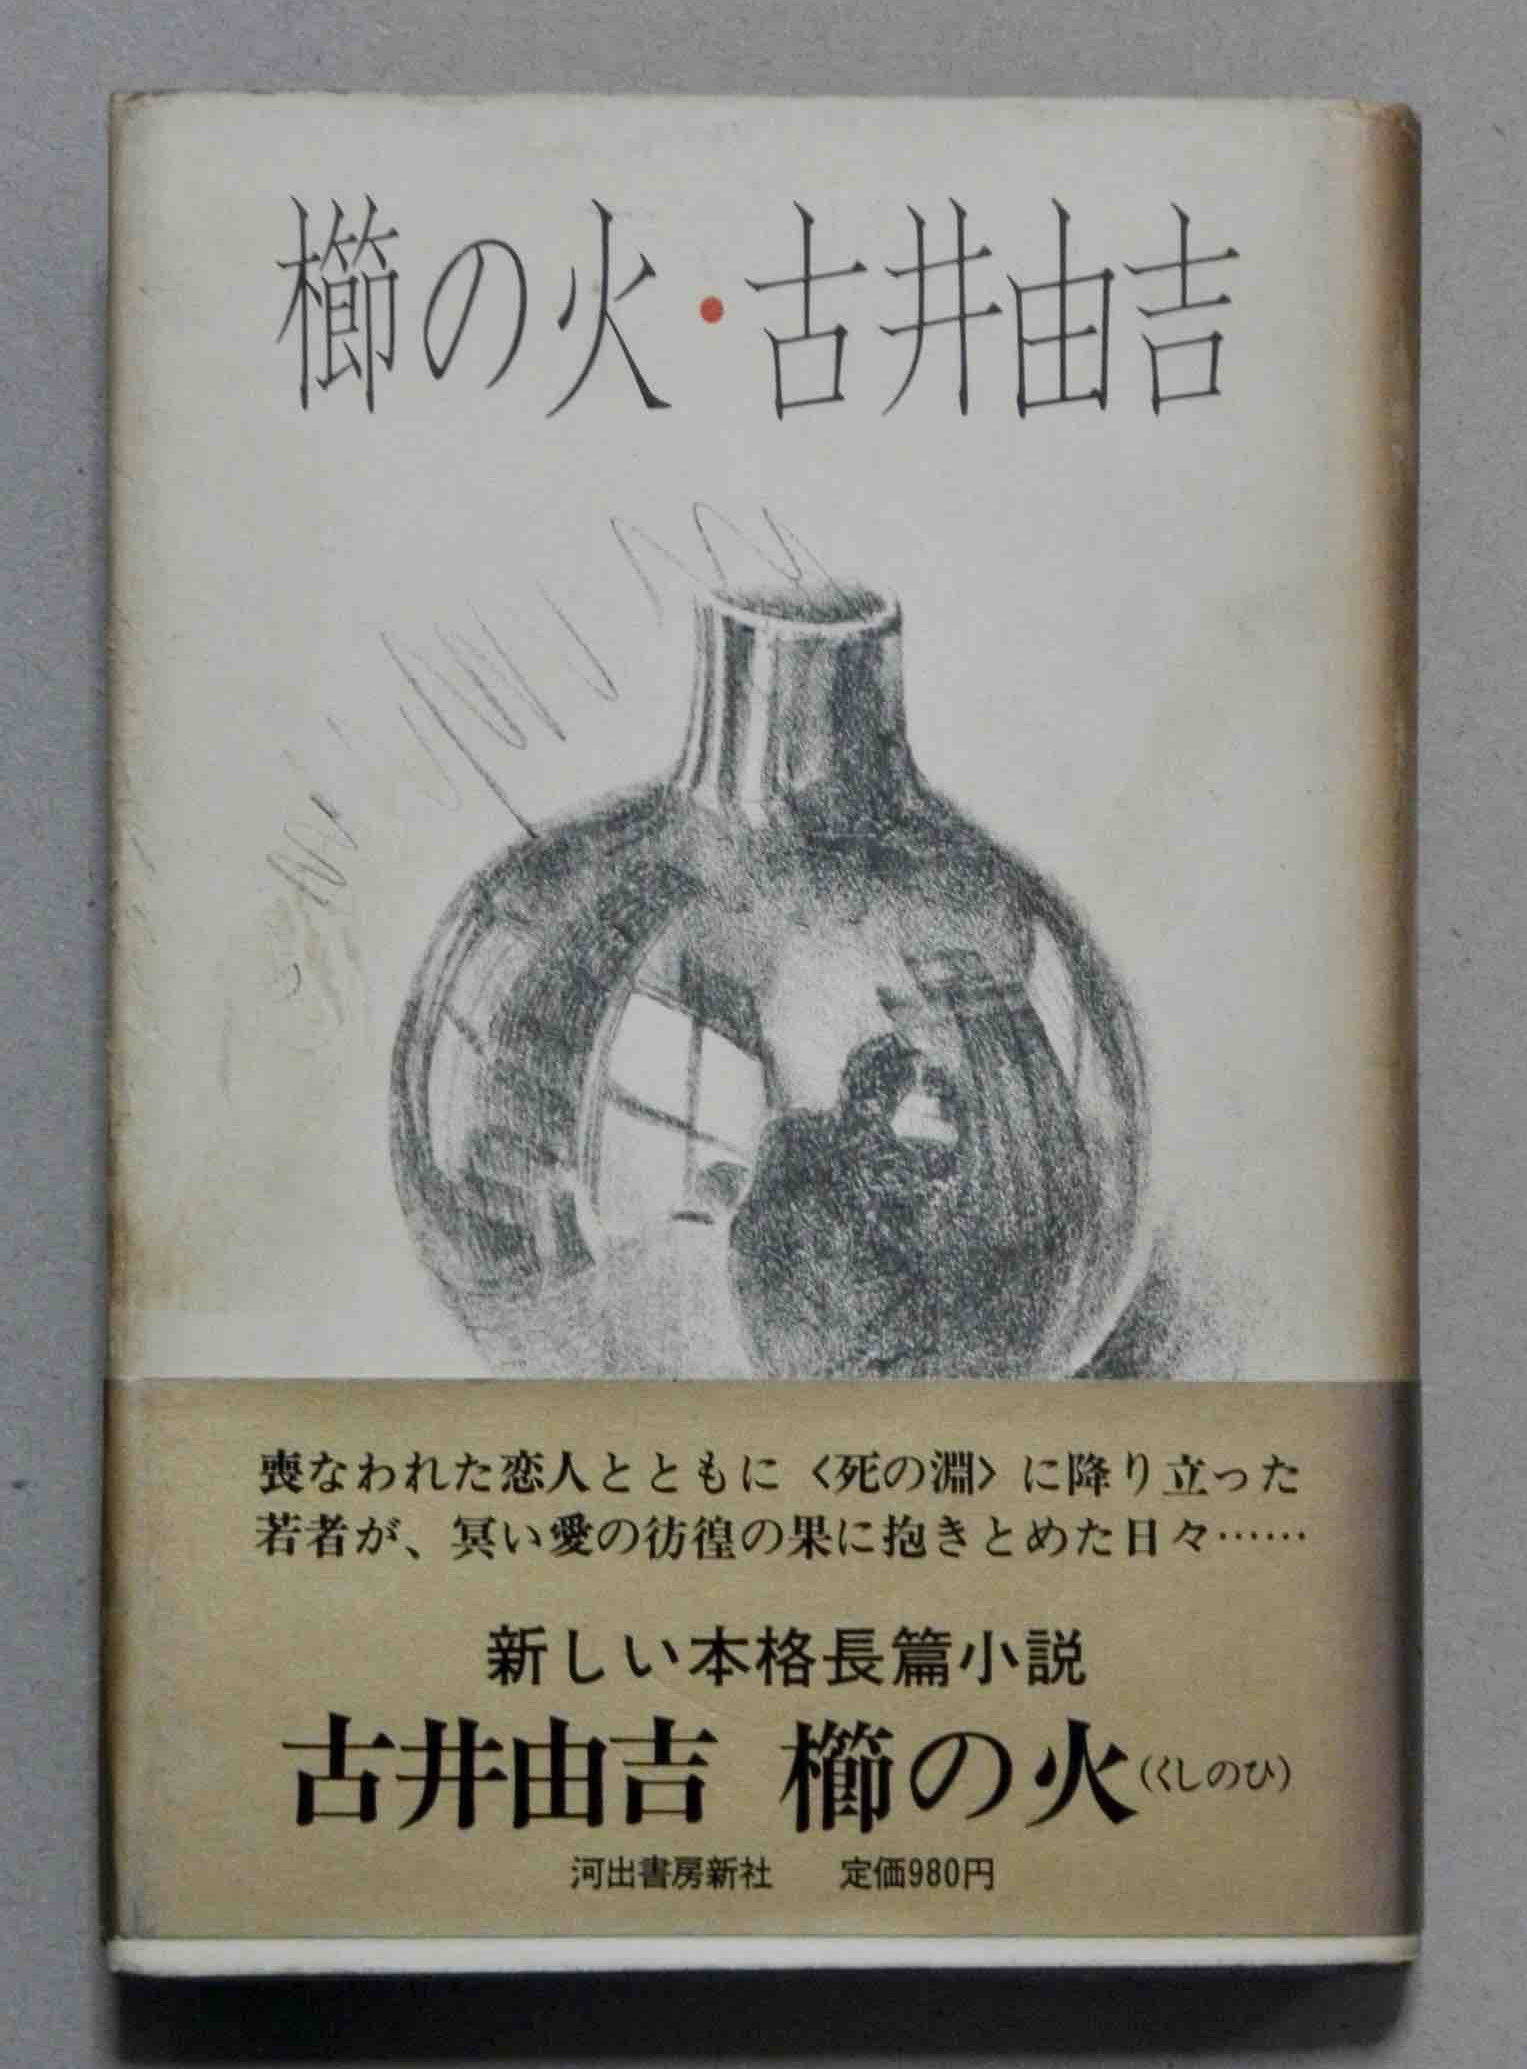 櫛の火・古井由吉
喪なわれた恋人とともに〈死の淵〉に降り立った
若者が、冥い愛の彷徨の果に抱きとめた日々……
新しい本格長篇小説
古井由吉 櫛の火（くしのひ）
河出書房新社 定価980円